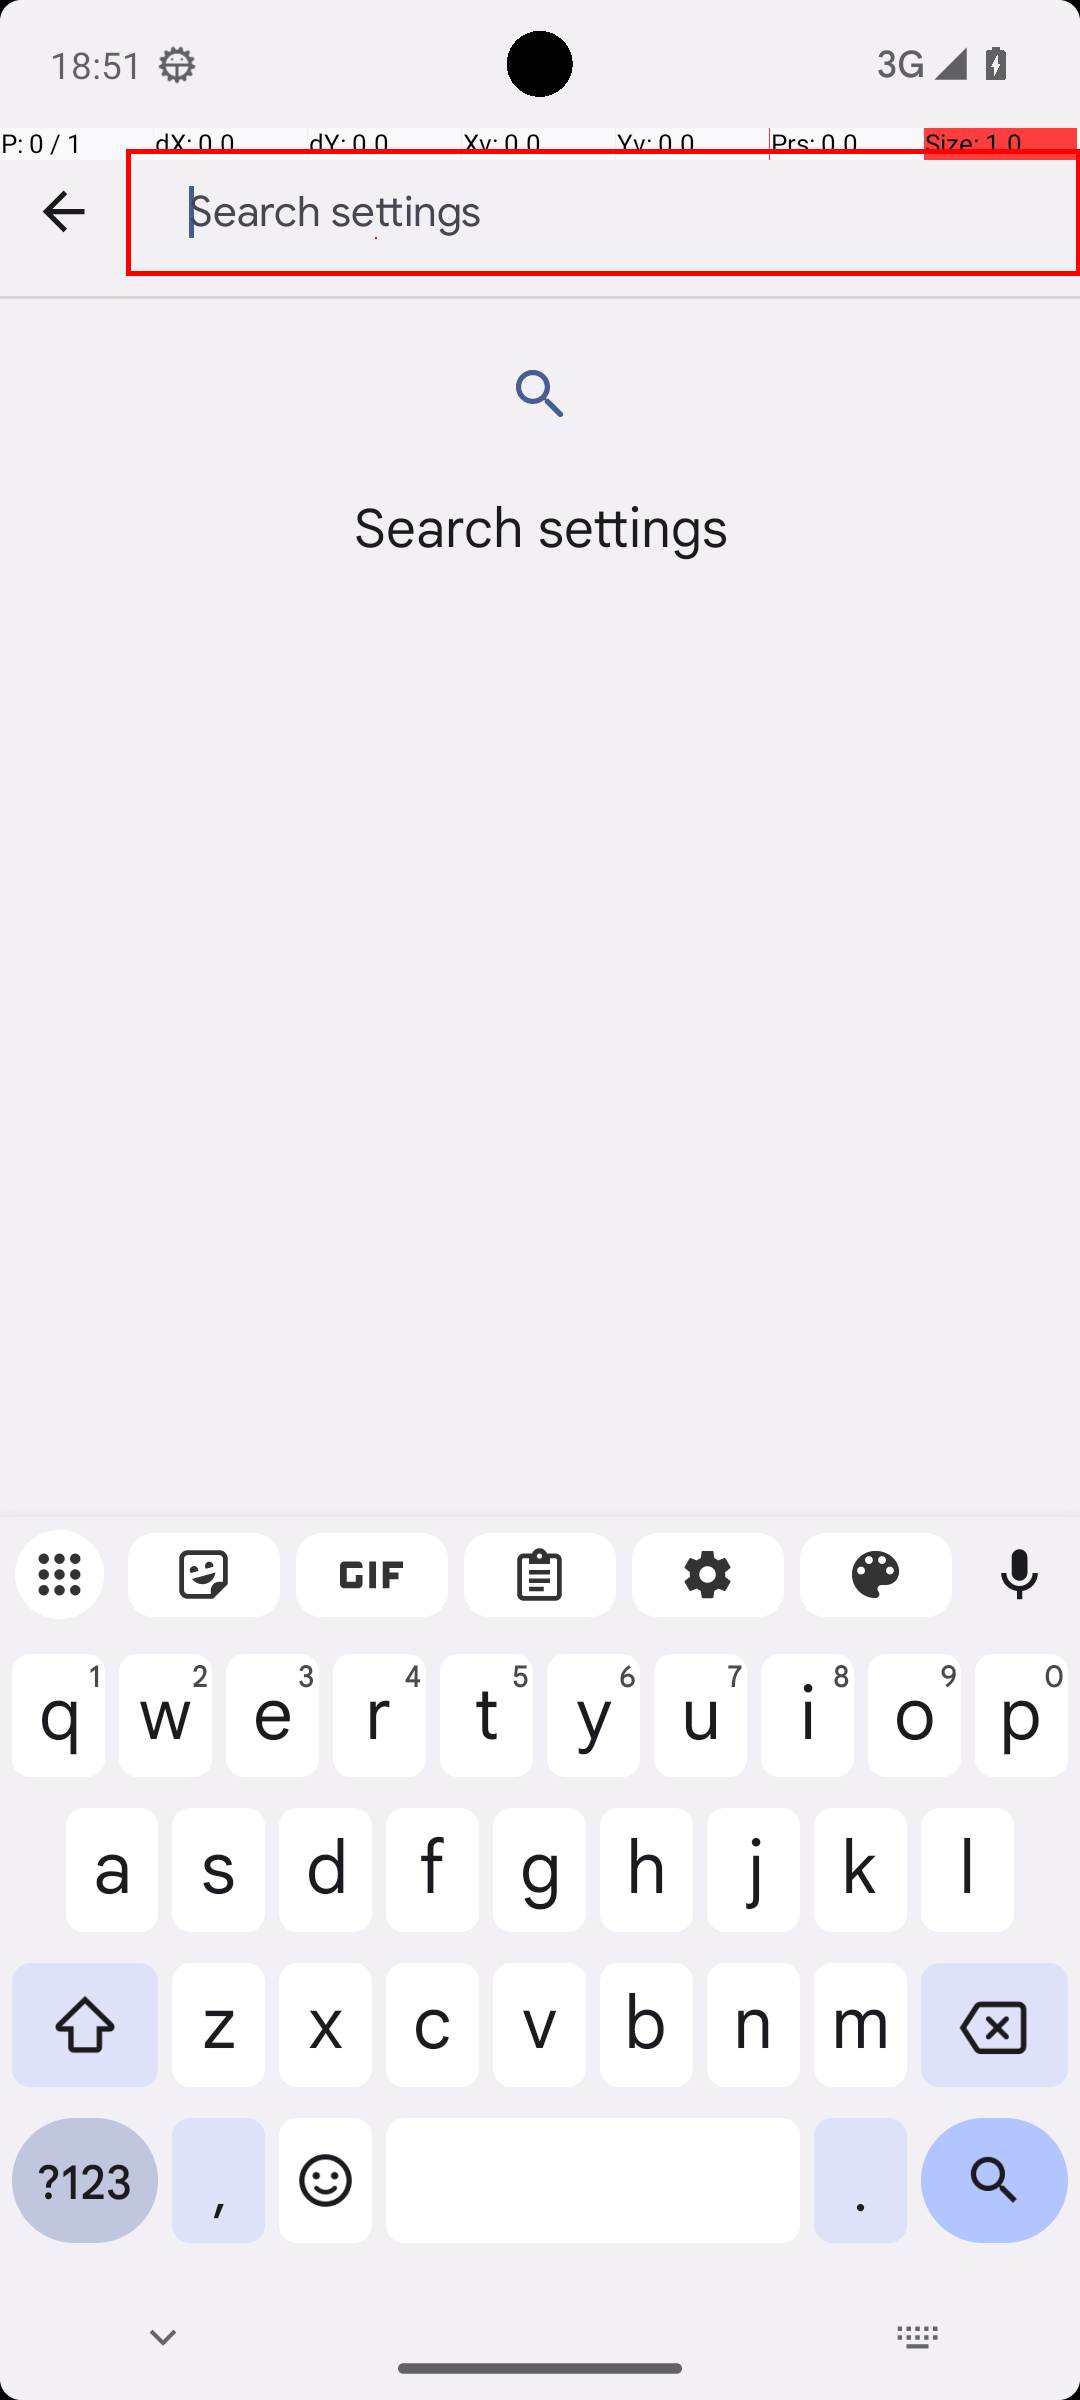 18:51 3G
P: 0 / 1 dX: 0.0 dY: 0.0 Xv: 0.0 Yv: 0.0 Prs: 0.0 Size: 1.0
Search settings
Search settings
GIF
q 1 w 2 e 3 r 4 t 5 y 6 u 7 i 8 o 9 p 0
a s d f g h j k l
z x c v b n m
?123 , .